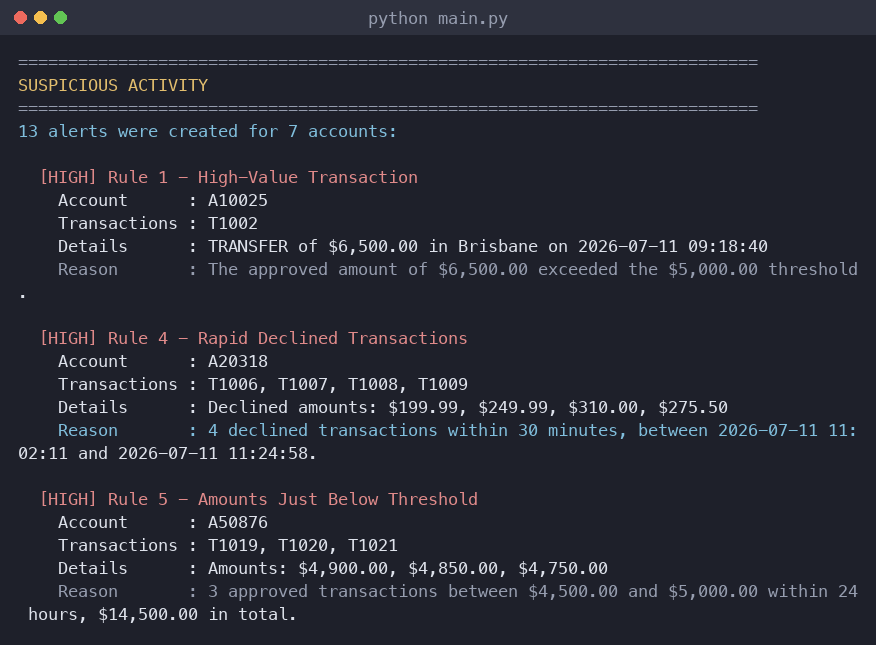 python main.py
==========================================================================
SUSPICIOUS ACTIVITY
==========================================================================
13 alerts were created for 7 accounts:
[HIGH] Rule 1 – High–Value Transaction
Account : A10025
Transactions : T1002
Details : TRANSFER of $6,500.00 in Brisbane on 2026–07–11 09:18:40
Reason : The approved amount of $6,500.00 exceeded the $5,000.00 threshold
.
[HIGH] Rule 4 – Rapid Declined Transactions
Account : A20318
Transactions : T1006, T1007, T1008, T1009
Details : Declined amounts: $199.99, $249.99, $310.00, $275.50
Reason : 4 declined transactions within 30 minutes, between 2026–07–11 11:
02:11 and 2026–07–11 11:24:58.
[HIGH] Rule 5 – Amounts Just Below Threshold
Account : A50876
Transactions : T1019, T1020, T1021
Details : Amounts: $4,900.00, $4,850.00, $4,750.00
Reason : 3 approved transactions between $4,500.00 and $5,000.00 within 24
hours, $14,500.00 in total.